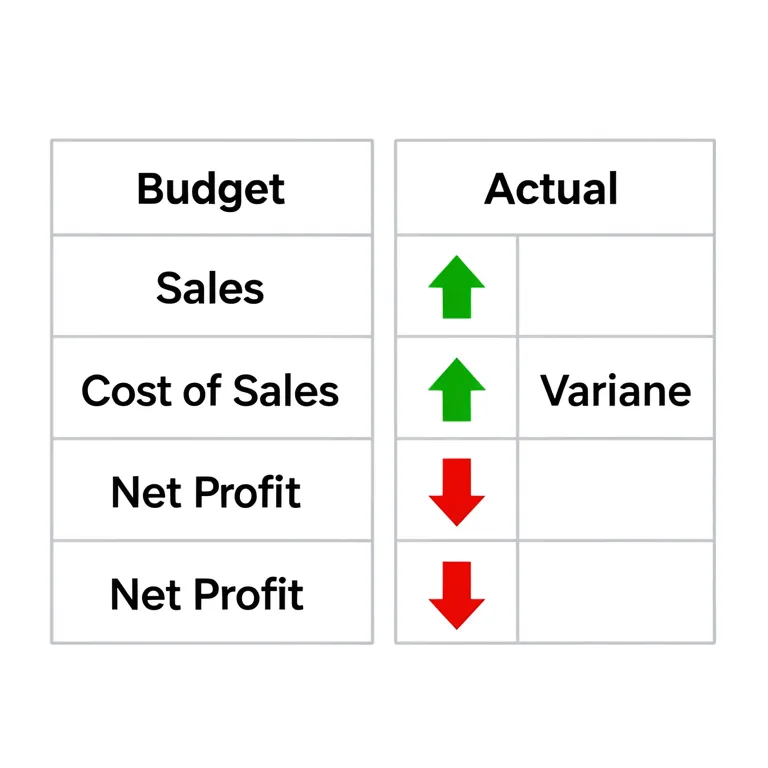 Budget
Actual
Sales
Cost of Sales
Variane
Net Profit
Net Profit